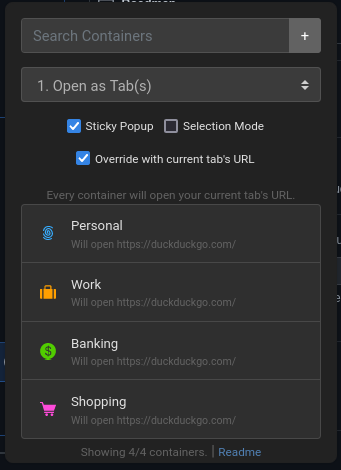 Search Containers
+
1. Open as Tab(s)
Sticky Popup
Selection Mode
Override with current tab's URL
Every container will open your current tab's URL.
Personal
Will open https://duckduckgo.com/
Work
Will open https://duckduckgo.com/
$
Banking
Will open https://duckduckgo.com/
Shopping
Will open https://duckduckgo.com/
Showing 4/4 containers. | Readme